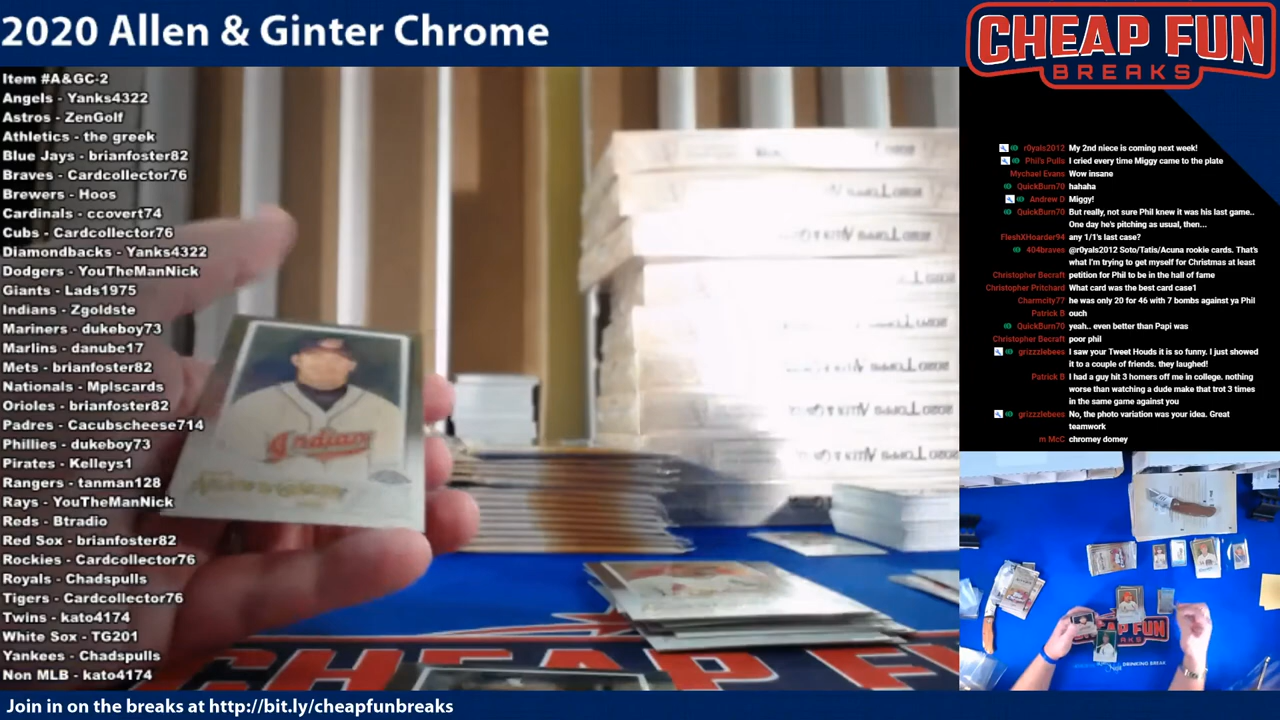 2020 Allen & Ginter Chrome
CHEAP FUN
BREAKS
Item #A&GC-2
Angels - Yanks4322
Astros - ZenGolf
Athletics - the greek
Blue Jays - brianfoster82
Braves - Cardcollector76
Brewers - Hoos
Cardinals - ccovert74
Cubs - Cardcollector76
Diamondbacks - Yanks4322
Dodgers - YouTheManNick
Giants - Lads1975
Indians - Zgoldste
Mariners - dukeboy73
Marlins - danube17
Mets - brianfoster82
Nationals - Mplscards
Orioles - brianfoster82
Padres - Cacubscheese714
Phillies - dukeboy73
Pirates - Kelleys1
Rangers - tanman128
Rays - YouTheManNick
Reds - Btradio
Red Sox - brianfoster82
Rockies - Cardcollector76
Royals - Chadspulls
Tigers - Cardcollector76
Twins - kato4174
White Sox - TG201
Yankees - Chadspulls
Non MLB - kato4174
Indians
CHEAP F
r0yals2012 My 2nd niece is coming next week!
Phil's Pulls I cried every time Miggy came to the plate
Mychael Evans Wow insane
QuickBurn70 hahaha
Andrew D Miggy!
QuickBurn70 But really, not sure Phil knew it was his last game..
One day he's pitching as usual, then...
FleshXHoarder94 any 1/1's last case?
404braves @r0yals2012 Soto/Tatis/Acuna rookie cards. That's
what I'm trying to get myself for Christmas at least
Christopher Becraft petition for Phil to be in the hall of fame
Christopher Pritchard What card was the best card case1
Charmcity77 he was only 20 for 46 with 7 bombs against ya Phil
Patrick B ouch
QuickBurn70 yeah.. even better than Papi was
Christopher Becraft poor phil
grizzlebees I saw your Tweet Houds it is so funny. I just showed
it to a couple of friends. they laughed!
Patrick B I had a guy hit 3 homers off me in college. nothing
worse than watching a dude make that trot 3 times
in the same game against you
grizzlebees No, the photo variation was your idea. Great
teamwork
m McC chromey domey
CHEAP FUN
BREAKS
DRINKING BREAK
Join in on the breaks at http://bit.ly/cheapfunbreaks